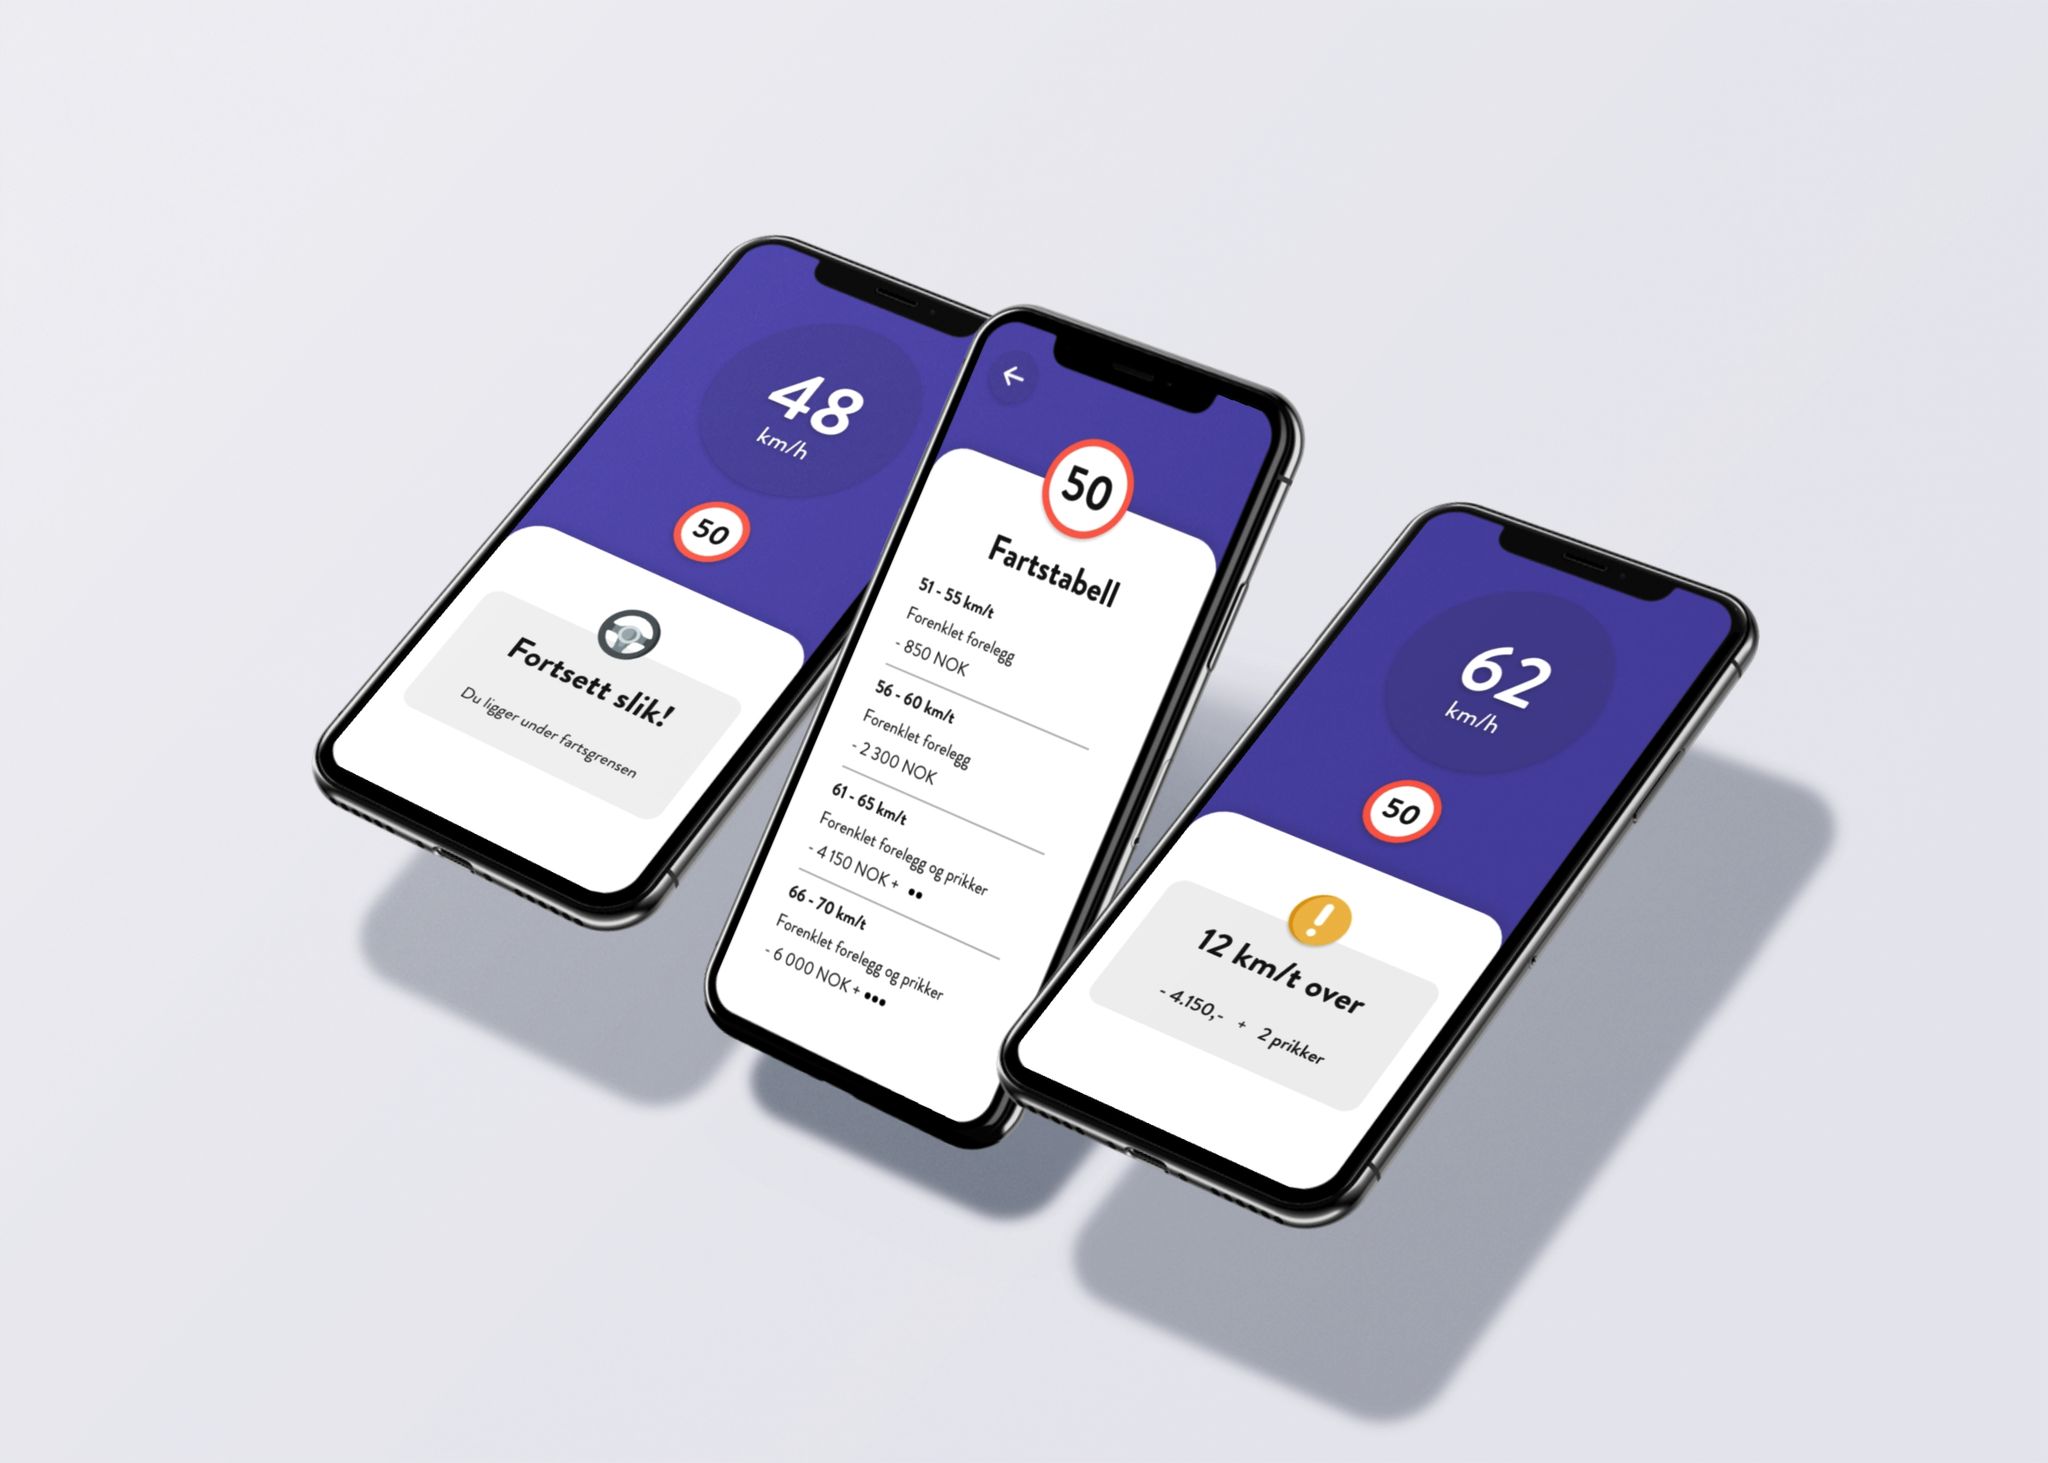 48
km/h
50
Fortsett slik!
Du ligger under fartsgrensen
50
Fartstabell
51 - 55 km/t
Forenklet forelegg
- 850 NOK
56 - 60 km/t
Forenklet forelegg
- 2 300 NOK
61 - 65 km/t
Forenklet forelegg og prikker
- 4 150 NOK + ••
66 - 70 km/t
Forenklet forelegg og prikker
- 6 000 NOK + •••
62
km/h
50
!
12 km/t over
- 4.150,- + 2 prikker